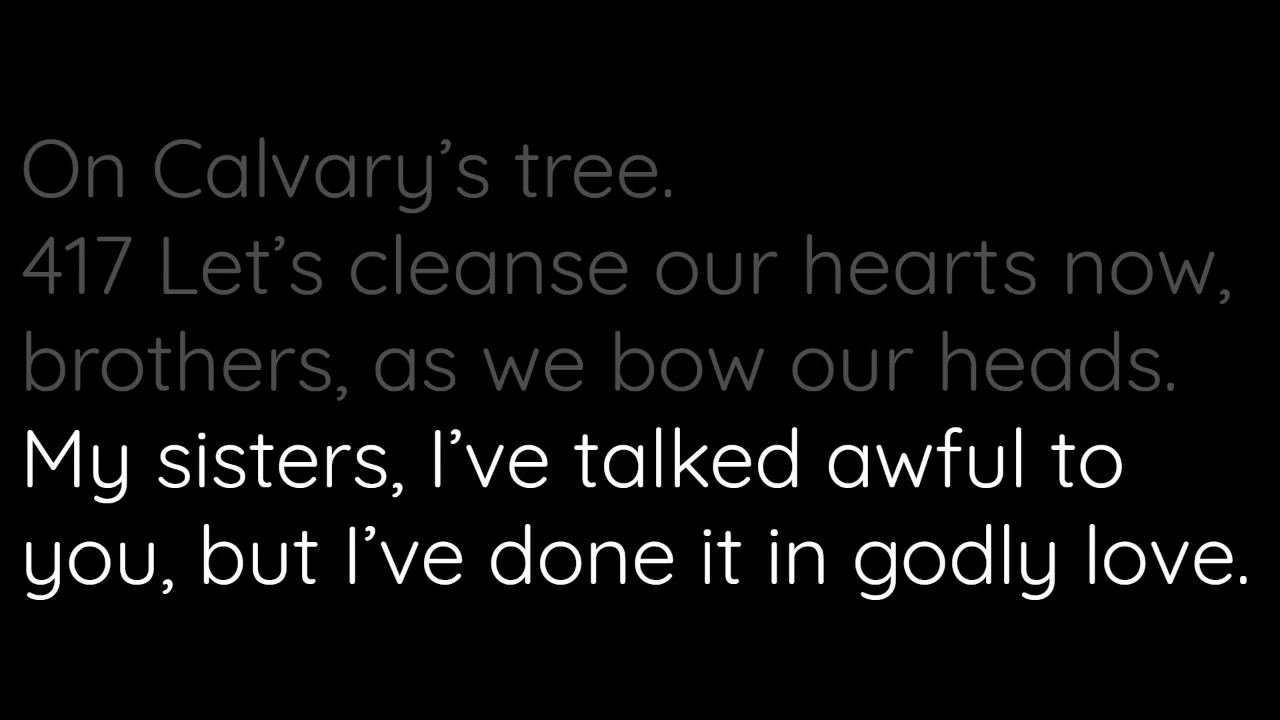 On Calvary’s tree.
417 Let’s cleanse our hearts now,
brothers, as we bow our heads.
My sisters, I’ve talked awful to
you, but I’ve done it in godly love.